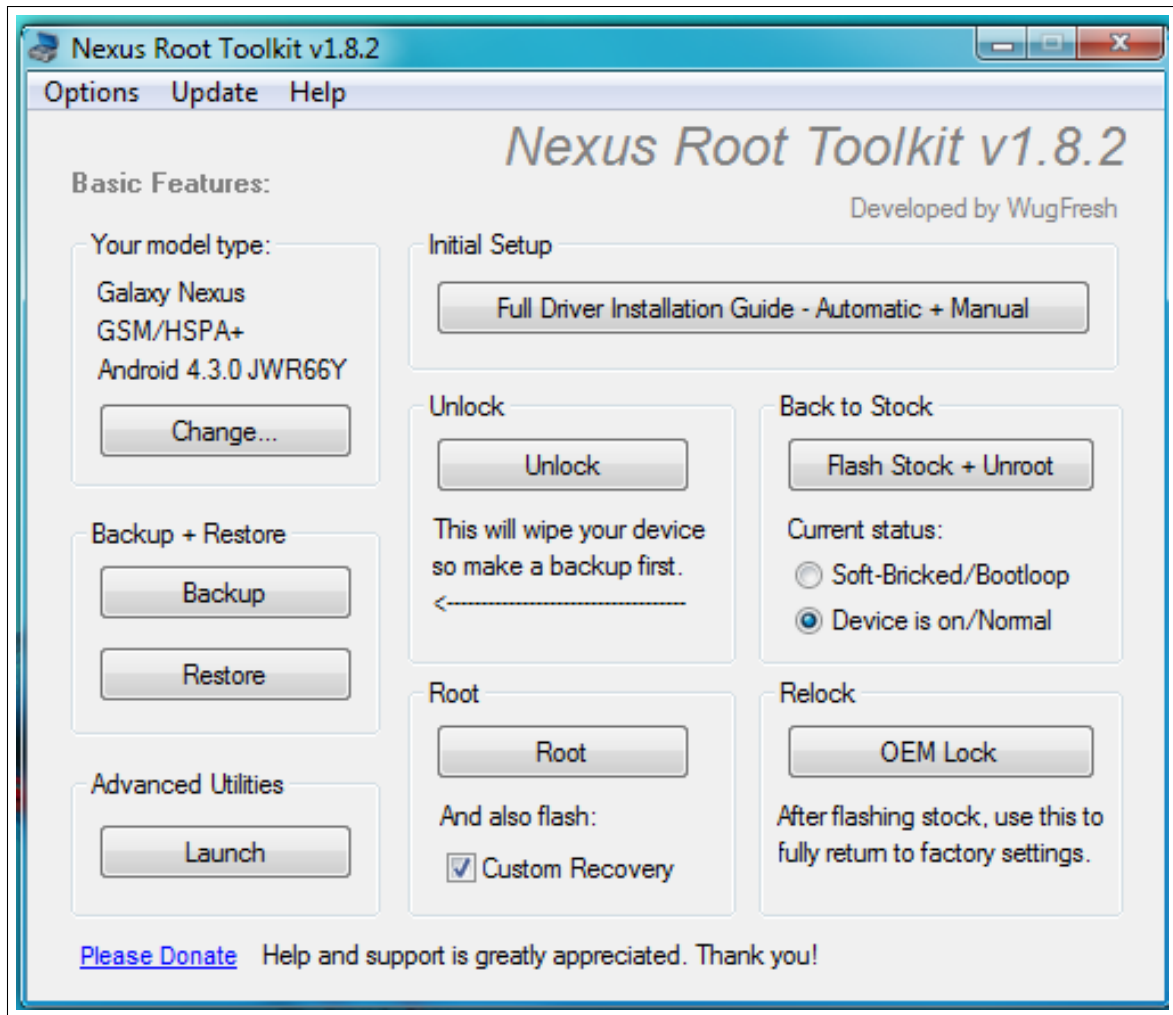 Nexus Root Toolkit v1.8.2
Options Update Help
Nexus Root Toolkit v1.8.2
Basic Features:
Developed by WugFresh
Your model type:
Galaxy Nexus
GSM/HSPA+
Android 4.3.0 JWR66Y
Change...
Initial Setup
Full Driver Installation Guide - Automatic + Manual
Unlock
Unlock
This will wipe your device
so make a backup first.
<-----------------------------------
Back to Stock
Flash Stock + Unroot
Current status:
Soft-Bricked/Bootloop
Device is on/Normal
Backup + Restore
Backup
Restore
Root
Root
And also flash:
Custom Recovery
Relock
OEM Lock
After flashing stock, use this to
fully return to factory settings.
Advanced Utilities
Launch
Please Donate Help and support is greatly appreciated. Thank you!